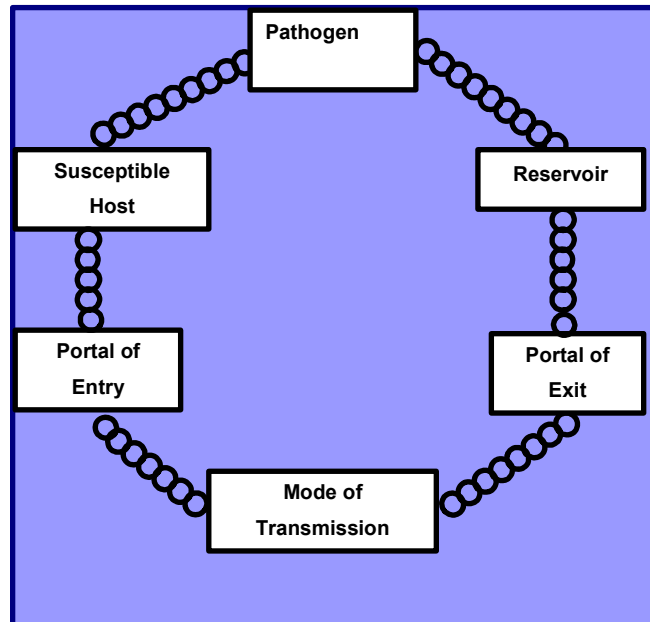 Pathogen
Susceptible
Host
Reservoir
Portal of
Entry
Portal of
Exit
Mode of
Transmission